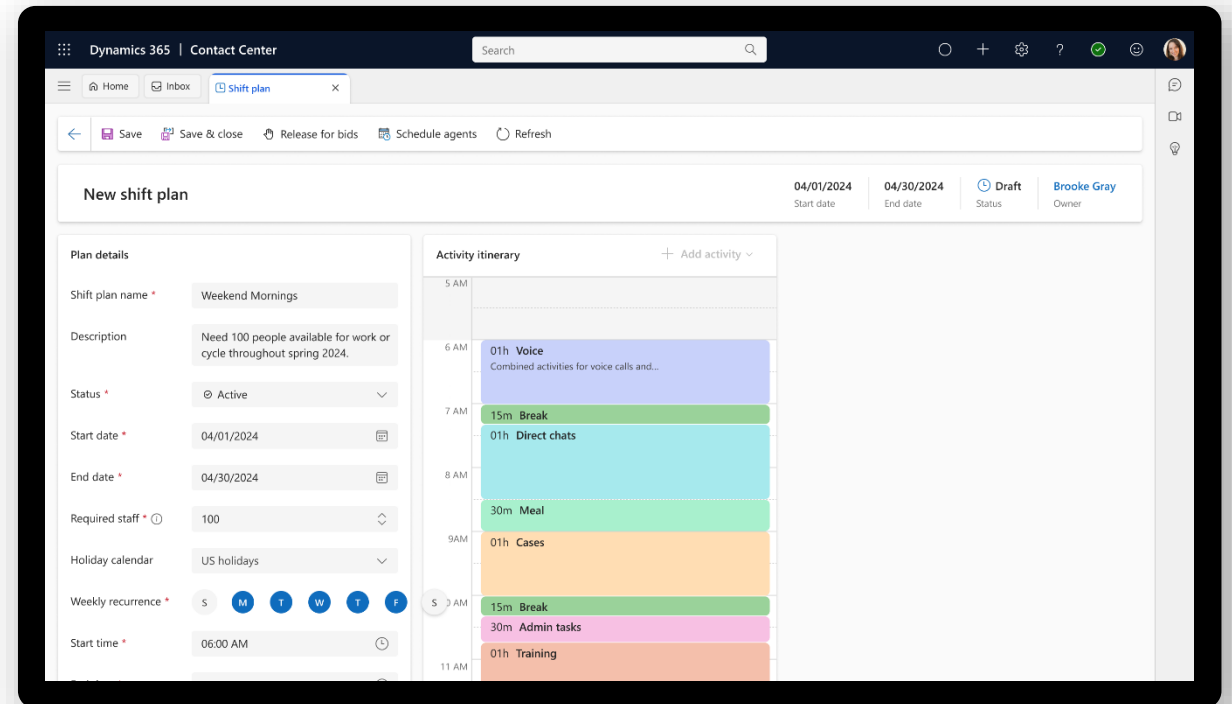 Dynamics 365 | Contact Center
Search
Home
Inbox
Shift plan
Save
Save & close
Release for bids
Schedule agents
Refresh
New shift plan
04/01/2024
Start date
04/30/2024
End date
Draft
Status
Brooke Gray
Owner
Plan details
Shift plan name *
Weekend Mornings
Description
Need 100 people available for work or
cycle throughout spring 2024.
Status *
Active
Start date *
04/01/2024
End date *
04/30/2024
Required staff *
100
Holiday calendar
US holidays
Weekly recurrence *
S M T W T F S
Start time *
06:00 AM
Activity itinerary
Add activity
5 AM
6 AM
01h Voice
Combined activities for voice calls and...
7 AM
15m Break
01h Direct chats
8 AM
30m Meal
9AM
01h Cases
0 AM
15m Break
30m Admin tasks
01h Training
11 AM